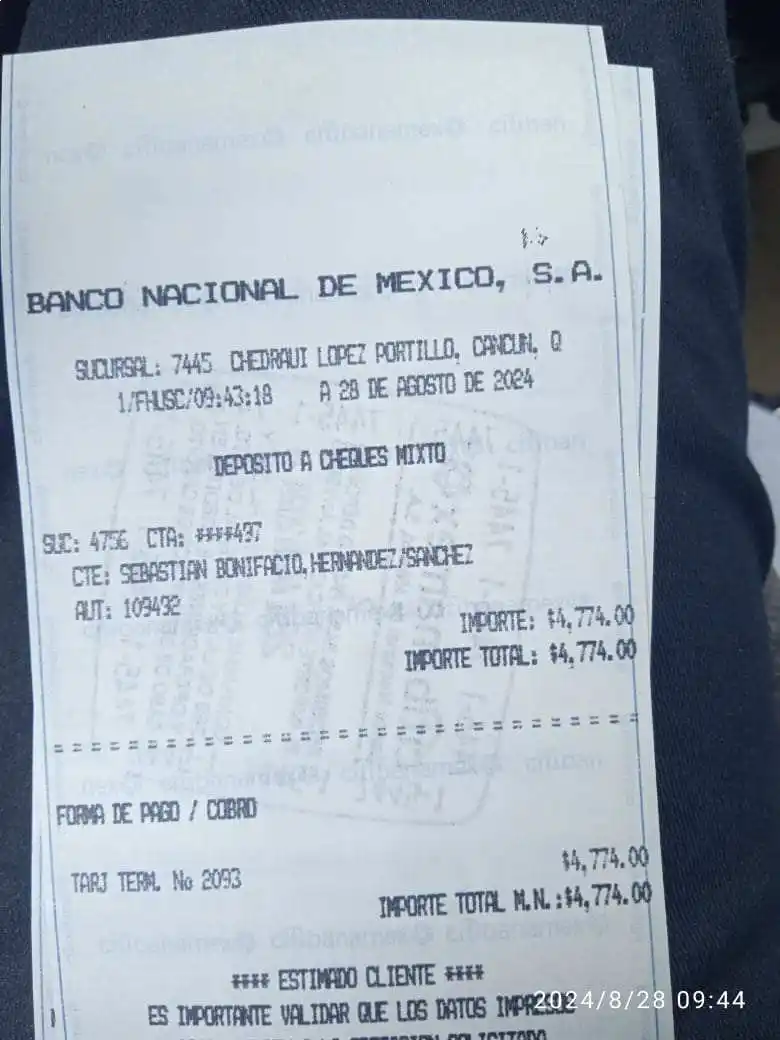 BANCO NACIONAL DE MEXICO, S.A.
SUCURSAL: 7445 CHEDRAUI LOPEZ PORTILLO, CANCUN, Q
1/FHUSC/09:43:18 A 28 DE AGOSTO DE 2024
DEPOSITO A CHEQUES MIXTO
SUC: 4756 CTA: ****497
CTE: SEBASTIAN BONIFACIO,HERNANDEZ/SANCHEZ
AUT: 109492
IMPORTE: $4,774.00
IMPORTE TOTAL: $4,774.00
================================
FORMA DE PAGO / COBRO
$4,774.00
TARJ TERM. No 2093
IMPORTE TOTAL M.N.:$4,774.00
**** ESTIMADO CLIENTE ****
ES IMPORTANTE VALIDAR QUE LOS DATOS IMPRESOS
2024/8/28 09:44